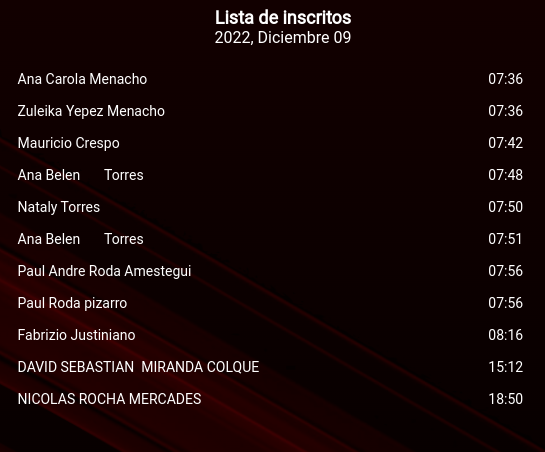 Lista de inscritos
2022, Diciembre 09
Ana Carola Menacho 07:36
Zuleika Yepez Menacho 07:36
Mauricio Crespo 07:42
Ana Belen Torres 07:48
Nataly Torres 07:50
Ana Belen Torres 07:51
Paul Andre Roda Amestegui 07:56
Paul Roda pizarro 07:56
Fabrizio Justiniano 08:16
DAVID SEBASTIAN MIRANDA COLQUE 15:12
NICOLAS ROCHA MERCADES 18:50